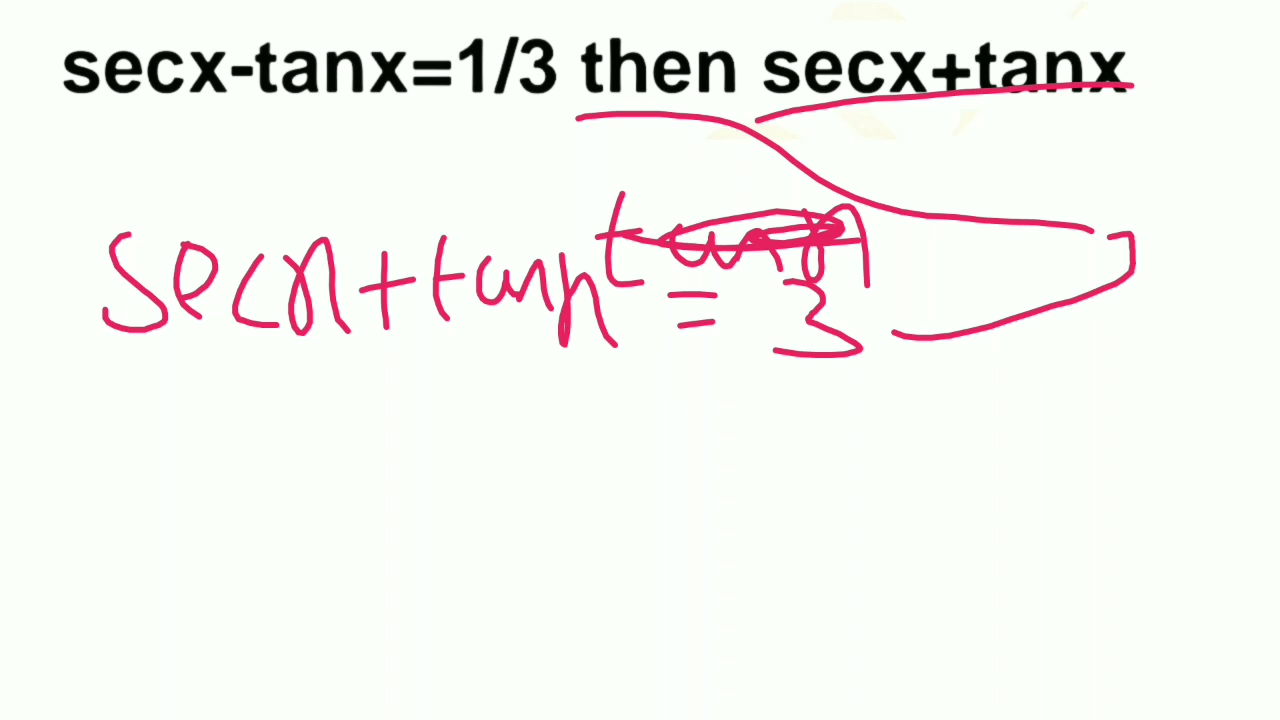 secx-tanx=1/3 then secx+tanx
secx+tanx = 3